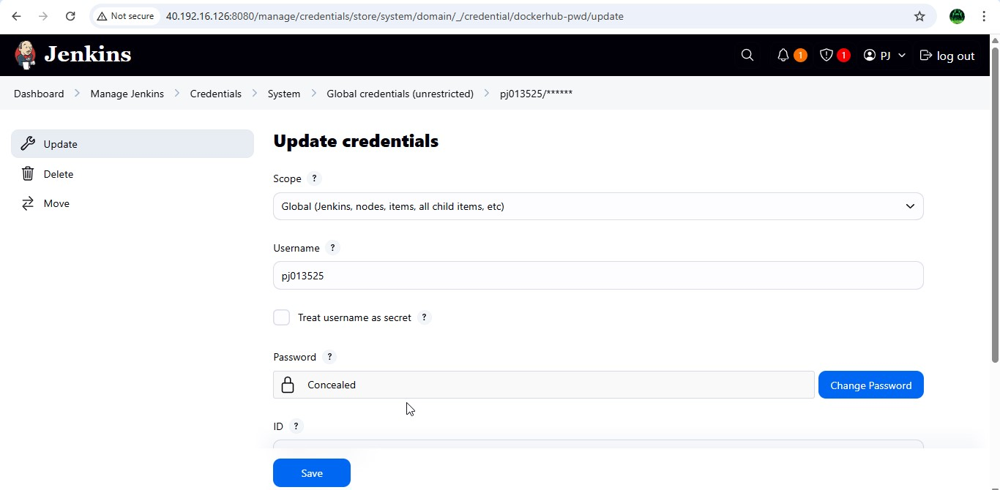 Not secure 40.192.16.126:8080/manage/credentials/store/system/domain/_/credential/dockerhub-pwd/update
Jenkins 1 1 PJ log out
Dashboard Manage Jenkins Credentials System Global credentials (unrestricted) pj013525/******
Update
Delete
Move
Update credentials
Scope ?
Global (Jenkins, nodes, items, all child items, etc)
Username ?
pj013525
Treat username as secret ?
Password ?
Concealed Change Password
ID ?
Save